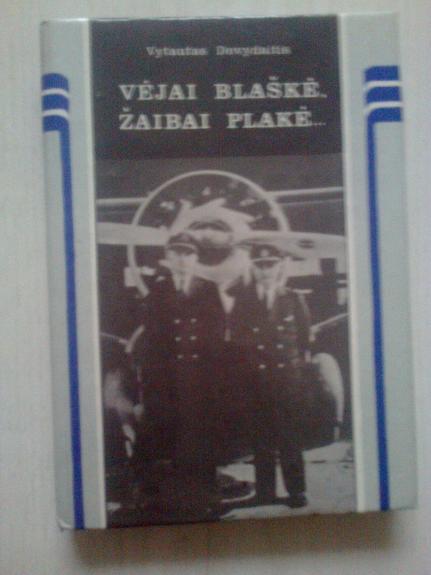 Vytautas Dovydaitis
VĖJAI BLAŠKĖ,
ŽAIBAI PLAKĖ...